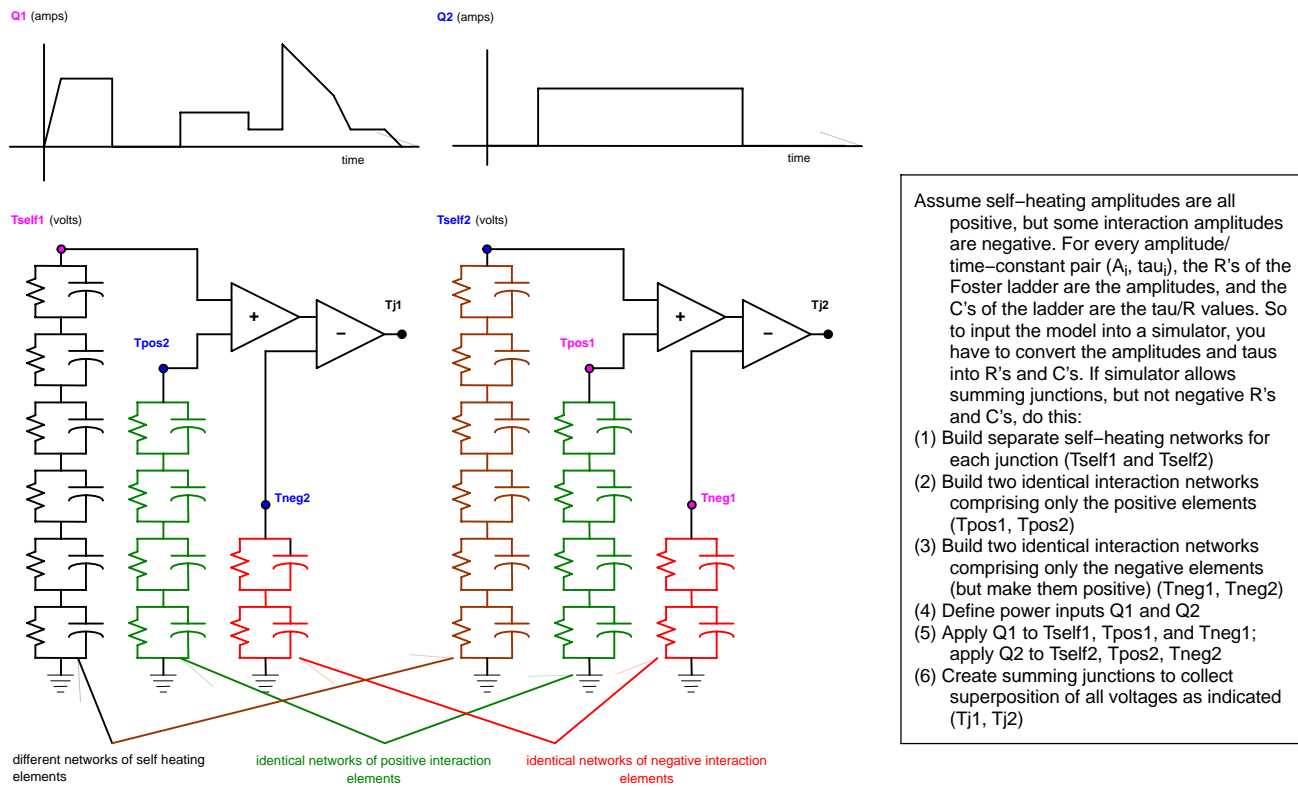 Q1 (amps)
Q2 (amps)
time
time
Tself1 (volts)
Tself2 (volts)
Tj1
Tj2
+
−
+
−
Tpos2
Tpos1
Tneg2
Tneg1
different networks of self heating
elements
identical networks of positive interaction
elements
identical networks of negative interaction
elements
Assume self−heating amplitudes are all
positive, but some interaction amplitudes
are negative. For every amplitude/
time−constant pair (Ai, taui), the R's of the
Foster ladder are the amplitudes, and the
C's of the ladder are the tau/R values. So
to input the model into a simulator, you
have to convert the amplitudes and taus
into R's and C's. If simulator allows
summing junctions, but not negative R's
and C's, do this:
(1) Build separate self−heating networks for
each junction (Tself1 and Tself2)
(2) Build two identical interaction networks
comprising only the positive elements
(Tpos1, Tpos2)
(3) Build two identical interaction networks
comprising only the negative elements
(but make them positive) (Tneg1, Tneg2)
(4) Define power inputs Q1 and Q2
(5) Apply Q1 to Tself1, Tpos1, and Tneg1;
apply Q2 to Tself2, Tpos2, Tneg2
(6) Create summing junctions to collect
superposition of all voltages as indicated
(Tj1, Tj2)